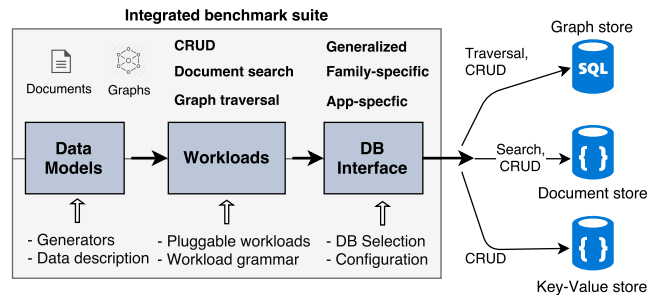 Integrated benchmark suite
Documents
Graphs
CRUD
Document search
Graph traversal
Generalized
Family-specific
App-specfic
Data
Models
Workloads
DB
Interface
- Generators
- Data description
- Pluggable workloads
- Workload grammar
- DB Selection
- Configuration
Traversal,
CRUD
Graph store
SQL
Search,
CRUD
{ }
Document store
CRUD
{ }
Key-Value store